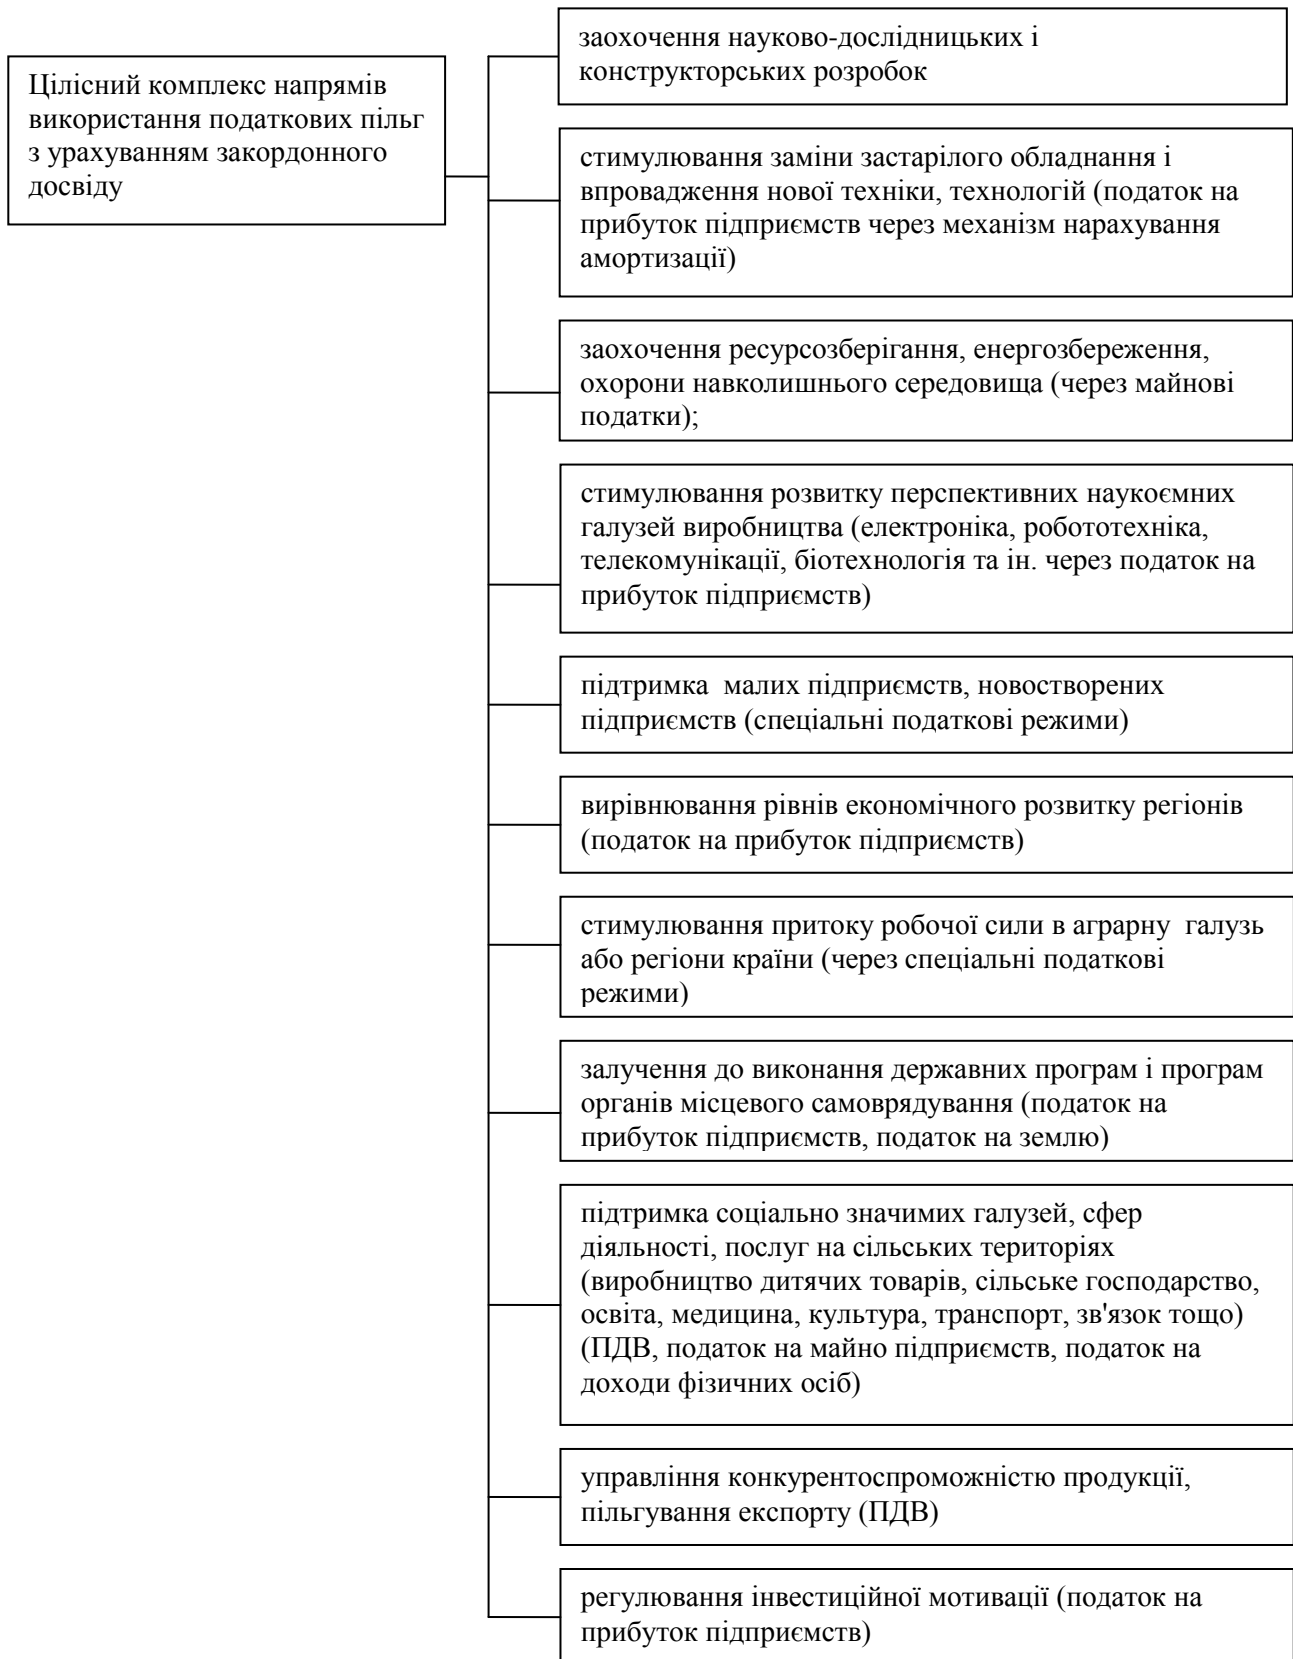 Цілісний комплекс напрямів
використання податкових пільг
з урахуванням закордонного
досвіду
заохочення науково-дослідницьких і
конструкторських розробок
стимулювання заміни застарілого обладнання і
впровадження нової техніки, технологій (податок на
прибуток підприємств через механізм нарахування
амортизації)
заохочення ресурсозберігання, енергозбереження,
охорони навколишнього середовища (через майнові
податки);
стимулювання розвитку перспективних наукоємних
галузей виробництва (електроніка, робототехніка,
телекомунікації, біотехнологія та ін. через податок на
прибуток підприємств)
підтримка  малих підприємств, новостворених
підприємств (спеціальні податкові режими)
вирівнювання рівнів економічного розвитку регіонів
(податок на прибуток підприємств)
стимулювання притоку робочої сили в аграрну  галузь
або регіони країни (через спеціальні податкові
режими)
залучення до виконання державних програм і програм
органів місцевого самоврядування (податок на
прибуток підприємств, податок на землю)
підтримка соціально значимих галузей, сфер
діяльності, послуг на сільських територіях
(виробництво дитячих товарів, сільське господарство,
освіта, медицина, культура, транспорт, зв'язок тощо)
(ПДВ, податок на майно підприємств, податок на
доходи фізичних осіб)
управління конкурентоспроможністю продукції,
пільгування експорту (ПДВ)
регулювання інвестиційної мотивації (податок на
прибуток підприємств)